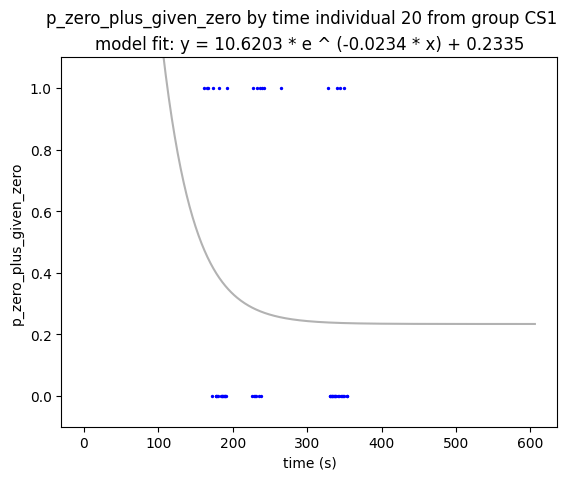 p_zero_plus_given_zero by time individual 20 from group CS1
model fit: y = 10.6203 * e ^ (-0.0234 * x) + 0.2335
p_zero_plus_given_zero
1.0
0.8
0.6
0.4
0.2
0.0
0 100 200 300 400 500 600
time (s)